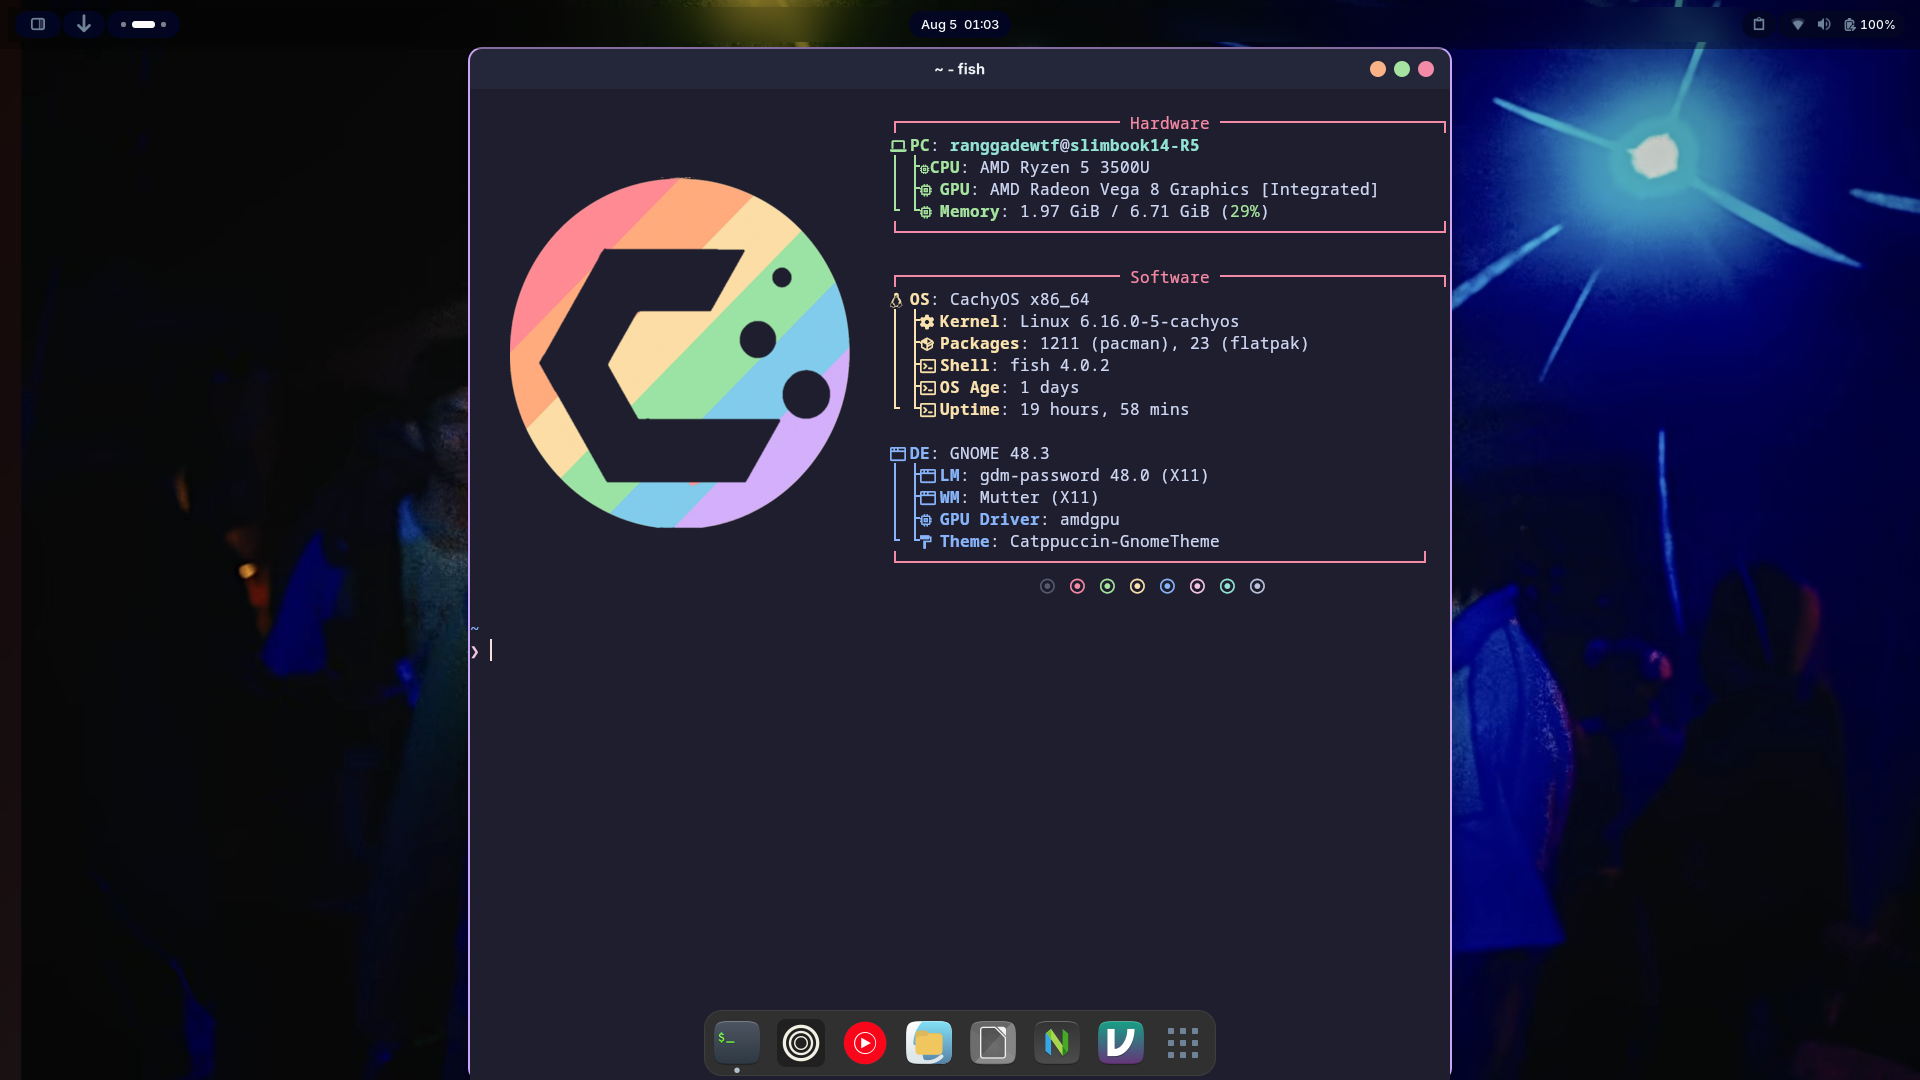 Aug 5 01:03
100%
~ - fish
Hardware
PC: ranggadewtf@slimbook14-R5
CPU: AMD Ryzen 5 3500U
GPU: AMD Radeon Vega 8 Graphics [Integrated]
Memory: 1.97 GiB / 6.71 GiB (29%)
Software
OS: CachyOS x86_64
Kernel: Linux 6.16.0-5-cachyos
Packages: 1211 (pacman), 23 (flatpak)
Shell: fish 4.0.2
OS Age: 1 days
Uptime: 19 hours, 58 mins
DE: GNOME 48.3
LM: gdm-password 48.0 (X11)
WM: Mutter (X11)
GPU Driver: amdgpu
Theme: Catppuccin-GnomeTheme
~
❯
$_